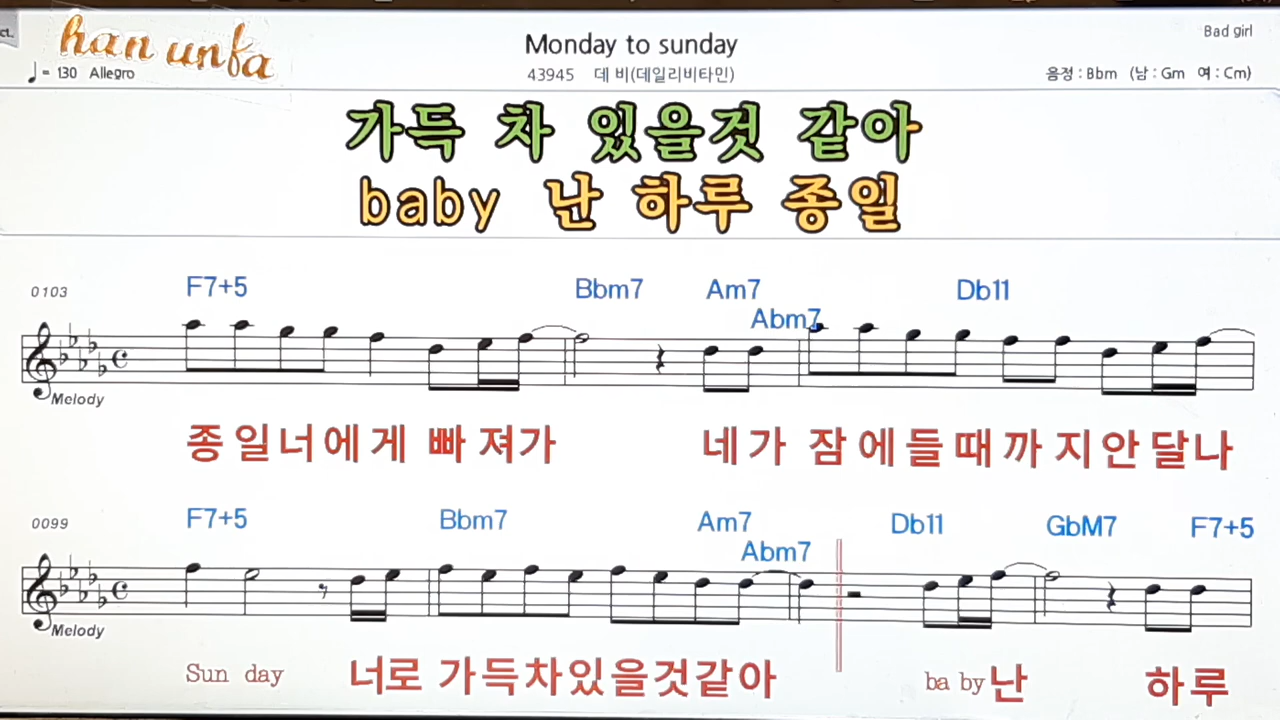 ct.
han unfa
Monday to sunday
Bad girl
♩= 130 Allegro
43945 데 비(데일리비타민)
음정 : Bbm (남 : Gm 여 : Cm)
가득 차 있을것 같아
baby 난 하루 종일
F7+5 Bbm7 Am7 Abm7 Db11
0103
Melody
종 일 너 에 게 빠 져 가 네 가 잠 에 들 때 까 지 안 달 나
F7+5 Bbm7 Am7 Abm7 Db11 GbM7 F7+5
0099
Melody
Sun day 너로 가득차있을것같아 ba by 난 하루